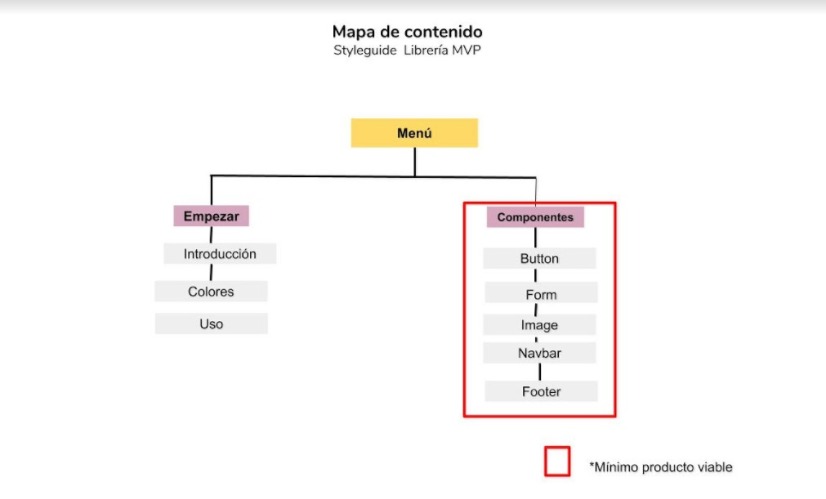 Mapa de contenido
Styleguide Librería MVP
Menú
Empezar
Introducción
Colores
Uso
Componentes
Button
Form
Image
Navbar
Footer
*Mínimo producto viable